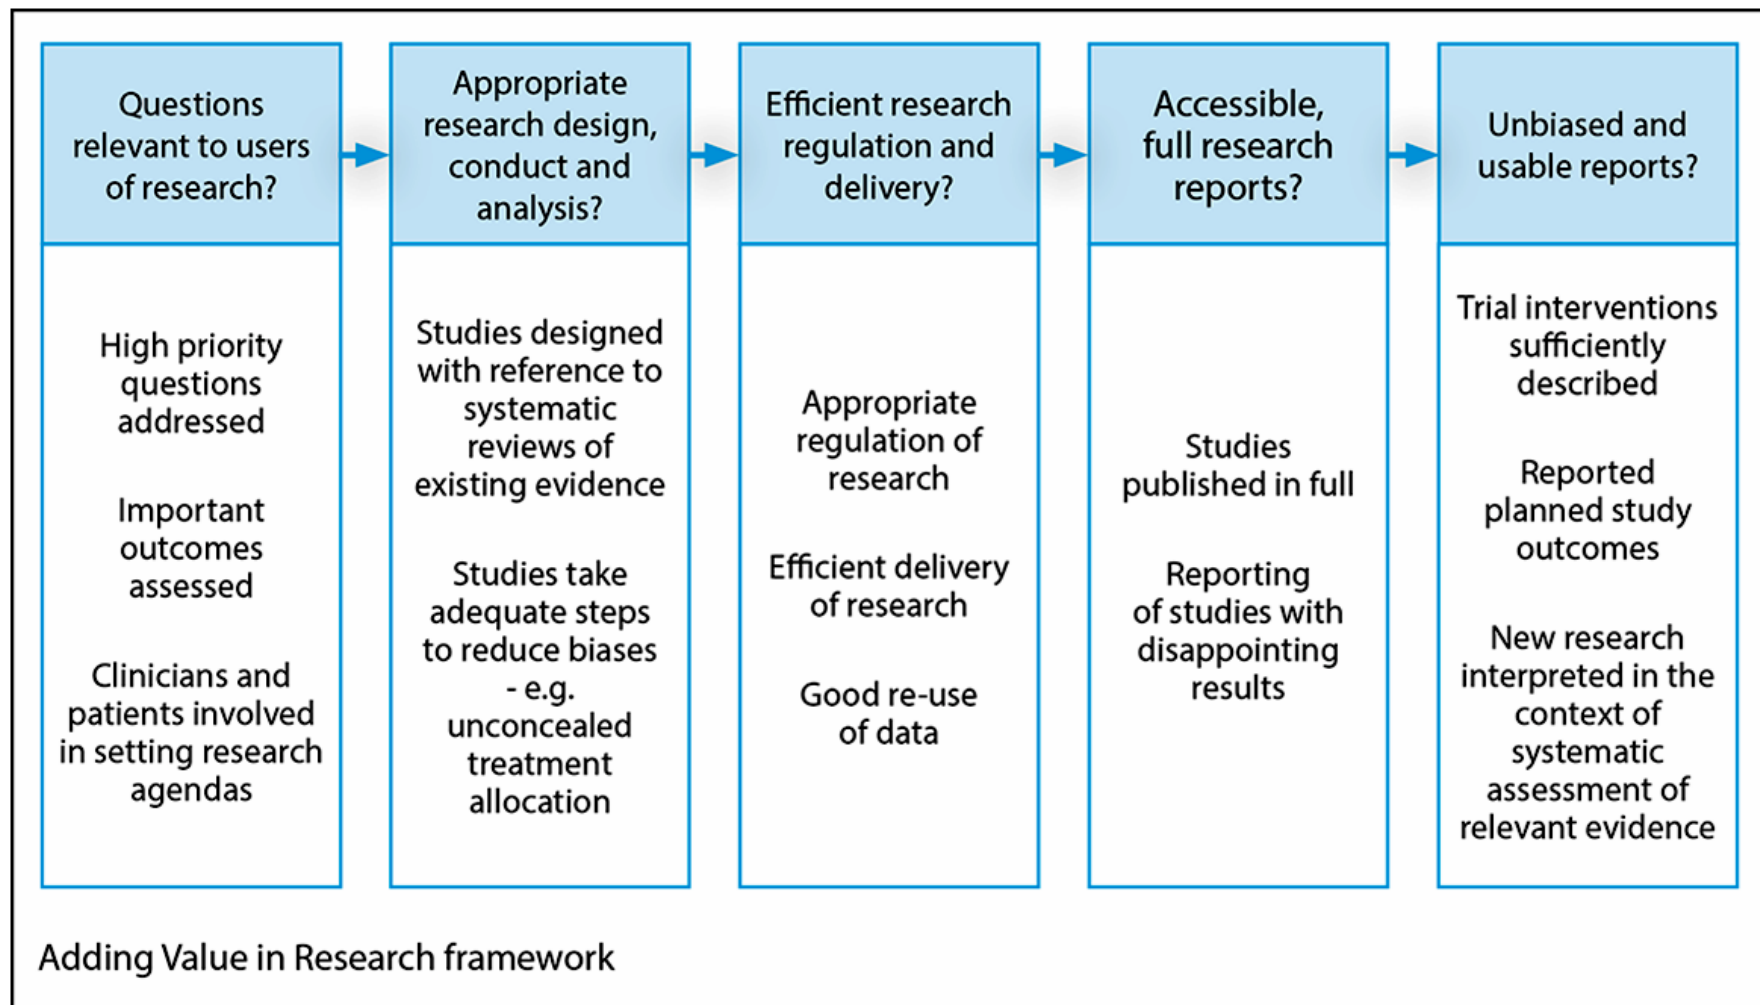 Questions
relevant to users
of research?
High priority
questions
addressed
Important
outcomes
assessed
Clinicians and
patients involved
in setting research
agendas
Appropriate
research design,
conduct and
analysis?
Studies designed
with reference to
systematic
reviews of
existing evidence
Studies take
adequate steps
to reduce biases
- e.g.
unconcealed
treatment
allocation
Efficient research
regulation and
delivery?
Appropriate
regulation of
research
Efficient delivery
of research
Good re-use
of data
Accessible,
full research
reports?
Studies
published in full
Reporting
of studies with
disappointing
results
Unbiased and
usable reports?
Trial interventions
sufficiently
described
Reported
planned study
outcomes
New research
interpreted in the
context of
systematic
assessment of
relevant evidence
Adding Value in Research framework